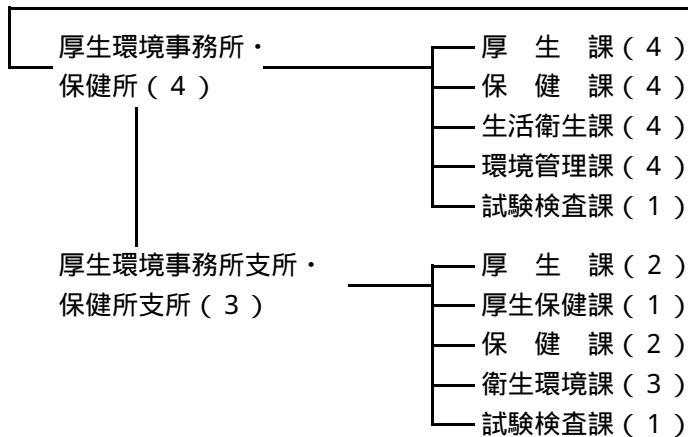 厚生環境事務所・
保健所（４）
厚　生　課（４）
保　健　課（４）
生活衛生課（４）
環境管理課（４）
試験検査課（１）
厚生環境事務所支所・
保健所支所（３）
厚　生　課（２）
厚生保健課（１）
保　健　課（２）
衛生環境課（３）
試験検査課（１）